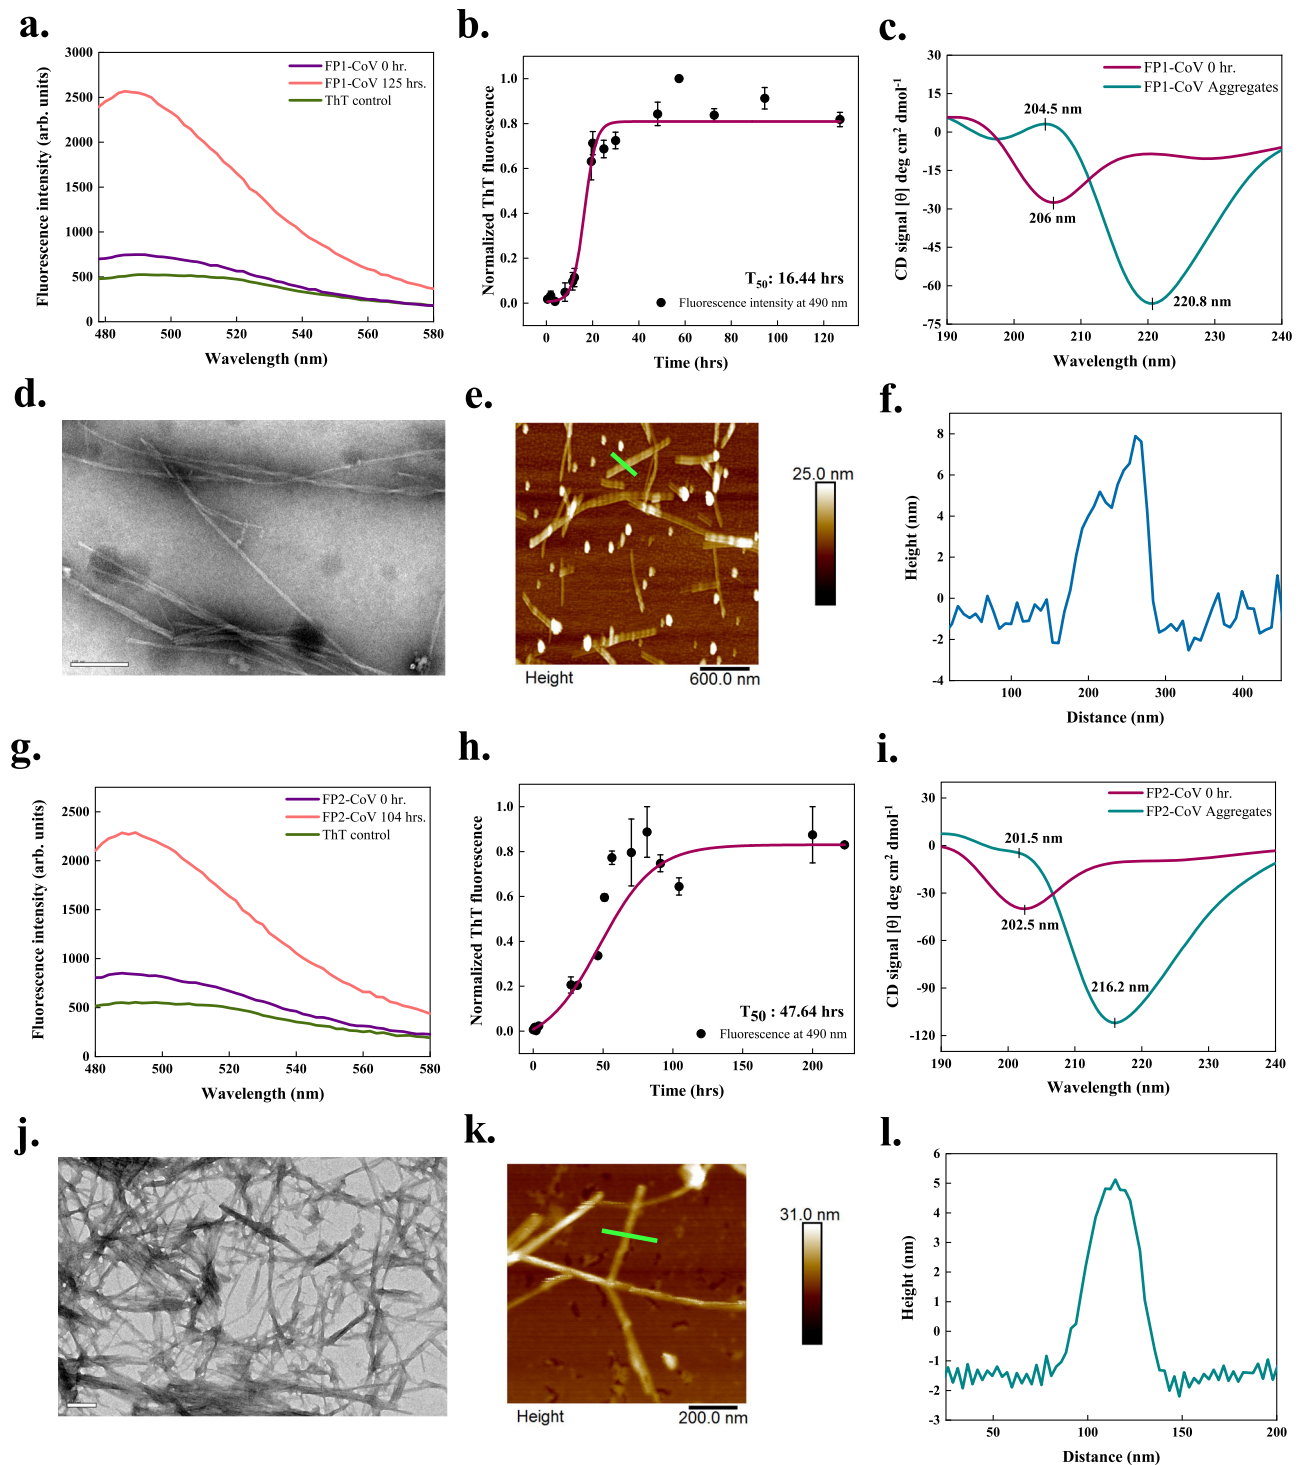 a.
3000
2500
2000
1500
1000
500
0
480 500 520 540 560 580
Fluorescence intensity (arb. units)
Wavelength (nm)
FP1-CoV 0 hr.
FP1-CoV 125 hrs.
ThT control
b.
1.0
0.8
0.6
0.4
0.2
0.0
0 20 40 60 80 100 120
Normalized ThT fluorescence
Time (hrs)
T50: 16.44 hrs
Fluorescence intensity at 490 nm
c.
30
15
0
-15
-30
-45
-60
-75
190 200 210 220 230 240
CD signal [θ] deg cm2 dmol-1
Wavelength (nm)
FP1-CoV 0 hr.
FP1-CoV Aggregates
204.5 nm
206 nm
220.8 nm
d.
e.
25.0 nm
Height
600.0 nm
f.
8
6
4
2
0
-2
-4
100 200 300 400
Height (nm)
Distance (nm)
g.
2500
2000
1500
1000
500
0
480 500 520 540 560 580
Fluorescence intensity (arb. units)
Wavelength (nm)
FP2-CoV 0 hr.
FP2-CoV 104 hrs.
ThT control
h.
1.0
0.8
0.6
0.4
0.2
0.0
0 50 100 150 200
Normalized ThT fluorescence
Time (hrs)
T50 : 47.64 hrs
Fluorescence at 490 nm
i.
30
0
-30
-60
-90
-120
190 200 210 220 230 240
CD signal [θ] deg cm2 dmol-1
Wavelength (nm)
FP2-CoV 0 hr.
FP2-CoV Aggregates
201.5 nm
202.5 nm
216.2 nm
j.
k.
31.0 nm
Height
200.0 nm
l.
6
5
4
3
2
1
0
-1
-2
-3
50 100 150 200
Height (nm)
Distance (nm)